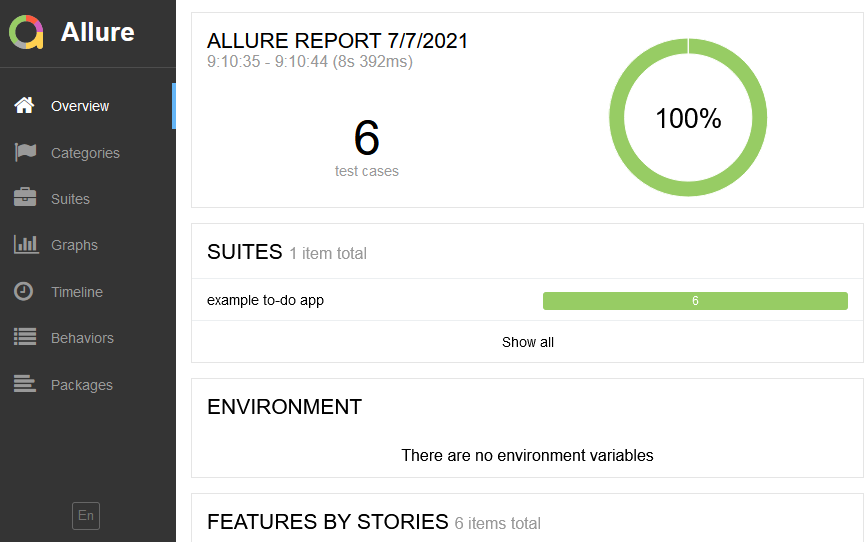 Allure
Overview
Categories
Suites
Graphs
Timeline
Behaviors
Packages
En
ALLURE REPORT 7/7/2021
9:10:35 - 9:10:44 (8s 392ms)
6
test cases
100%
SUITES 1 item total
example to-do app 6
Show all
ENVIRONMENT
There are no environment variables
FEATURES BY STORIES 6 items total